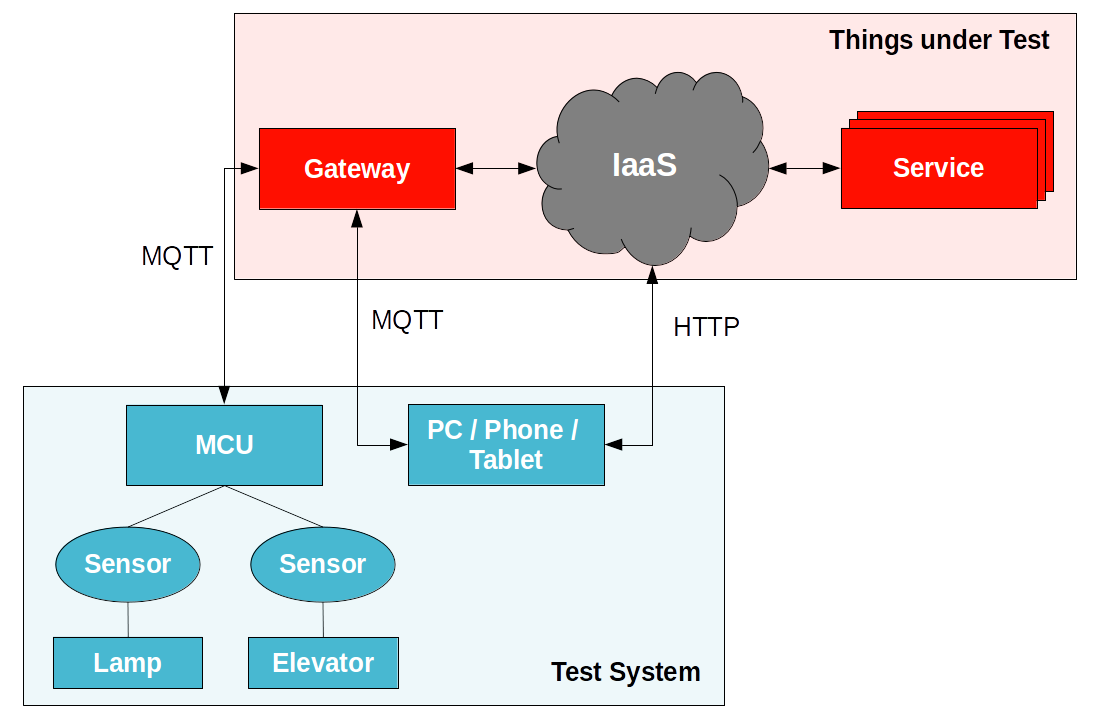 Things under Test
Gateway
IaaS
Service
MQTT
MQTT
HTTP
MCU
PC / Phone /
Tablet
Sensor
Sensor
Lamp
Elevator
Test System